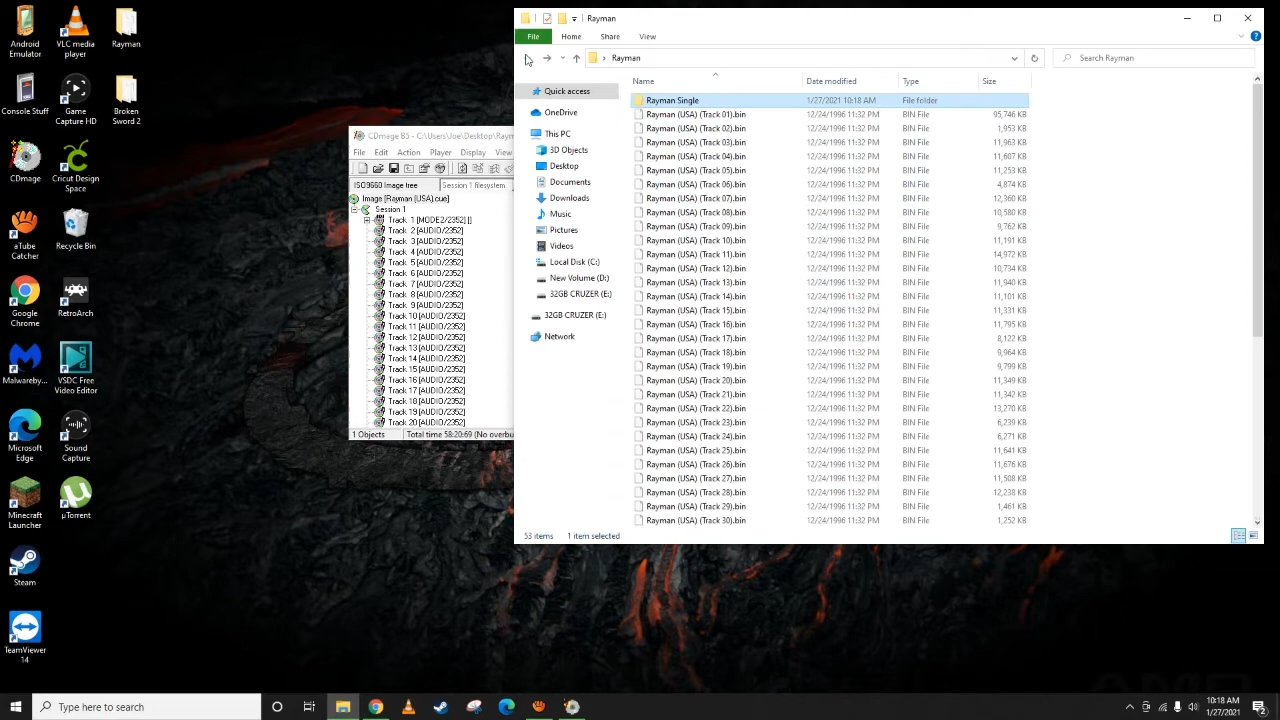 Android Emulator
VLC media player
Rayman
Console Stuff
Game Capture HD
Broken Sword 2
CDmage
Cricut Design Space
aTube Catcher
Recycle Bin
Google Chrome
RetroArch
Malwareby...
VSDC Free Video Editor
Microsoft Edge
Sound Capture
Minecraft Launcher
µTorrent
Steam
TeamViewer 14
CDmage B5 - C:\Users\Joe\Desktop\Raym
File Edit Action Player Display View
ISO9660 Image tree Session 1 filesystem
Image [Rayman (USA).cue]
Session 1
Track 1 [MODE2/2352] []
Track 2 [AUDIO/2352]
Track 3 [AUDIO/2352]
Track 4 [AUDIO/2352]
Track 5 [AUDIO/2352]
Track 6 [AUDIO/2352]
Track 7 [AUDIO/2352]
Track 8 [AUDIO/2352]
Track 9 [AUDIO/2352]
Track 10 [AUDIO/2352]
Track 11 [AUDIO/2352]
Track 12 [AUDIO/2352]
Track 13 [AUDIO/2352]
Track 14 [AUDIO/2352]
Track 15 [AUDIO/2352]
Track 16 [AUDIO/2352]
Track 17 [AUDIO/2352]
Track 18 [AUDIO/2352]
Track 19 [AUDIO/2352]
Track 20 [AUDIO/2352]
1 Objects Total time 58:20:69 (No overbu
Rayman
File Home Share View
Rayman
Search Rayman
Quick access
OneDrive
This PC
3D Objects
Desktop
Documents
Downloads
Music
Pictures
Videos
Local Disk (C:)
New Volume (D:)
32GB CRUZER (E:)
32GB CRUZER (E:)
Network
Name Date modified Type Size
Rayman Single 1/27/2021 10:18 AM File folder
Rayman (USA) (Track 01).bin 12/24/1996 11:32 PM BIN File 95,746 KB
Rayman (USA) (Track 02).bin 12/24/1996 11:32 PM BIN File 1,953 KB
Rayman (USA) (Track 03).bin 12/24/1996 11:32 PM BIN File 11,963 KB
Rayman (USA) (Track 04).bin 12/24/1996 11:32 PM BIN File 11,607 KB
Rayman (USA) (Track 05).bin 12/24/1996 11:32 PM BIN File 11,253 KB
Rayman (USA) (Track 06).bin 12/24/1996 11:32 PM BIN File 4,874 KB
Rayman (USA) (Track 07).bin 12/24/1996 11:32 PM BIN File 12,360 KB
Rayman (USA) (Track 08).bin 12/24/1996 11:32 PM BIN File 10,580 KB
Rayman (USA) (Track 09).bin 12/24/1996 11:32 PM BIN File 9,762 KB
Rayman (USA) (Track 10).bin 12/24/1996 11:32 PM BIN File 11,191 KB
Rayman (USA) (Track 11).bin 12/24/1996 11:32 PM BIN File 14,972 KB
Rayman (USA) (Track 12).bin 12/24/1996 11:32 PM BIN File 10,734 KB
Rayman (USA) (Track 13).bin 12/24/1996 11:32 PM BIN File 11,940 KB
Rayman (USA) (Track 14).bin 12/24/1996 11:32 PM BIN File 11,101 KB
Rayman (USA) (Track 15).bin 12/24/1996 11:32 PM BIN File 11,331 KB
Rayman (USA) (Track 16).bin 12/24/1996 11:32 PM BIN File 11,795 KB
Rayman (USA) (Track 17).bin 12/24/1996 11:32 PM BIN File 8,122 KB
Rayman (USA) (Track 18).bin 12/24/1996 11:32 PM BIN File 9,964 KB
Rayman (USA) (Track 19).bin 12/24/1996 11:32 PM BIN File 9,799 KB
Rayman (USA) (Track 20).bin 12/24/1996 11:32 PM BIN File 11,349 KB
Rayman (USA) (Track 21).bin 12/24/1996 11:32 PM BIN File 11,342 KB
Rayman (USA) (Track 22).bin 12/24/1996 11:32 PM BIN File 13,270 KB
Rayman (USA) (Track 23).bin 12/24/1996 11:32 PM BIN File 6,239 KB
Rayman (USA) (Track 24).bin 12/24/1996 11:32 PM BIN File 6,271 KB
Rayman (USA) (Track 25).bin 12/24/1996 11:32 PM BIN File 11,641 KB
Rayman (USA) (Track 26).bin 12/24/1996 11:32 PM BIN File 11,676 KB
Rayman (USA) (Track 27).bin 12/24/1996 11:32 PM BIN File 11,508 KB
Rayman (USA) (Track 28).bin 12/24/1996 11:32 PM BIN File 12,238 KB
Rayman (USA) (Track 29).bin 12/24/1996 11:32 PM BIN File 1,461 KB
Rayman (USA) (Track 30).bin 12/24/1996 11:32 PM BIN File 1,252 KB
53 items 1 item selected
Type here to search
10:18 AM
1/27/2021
2